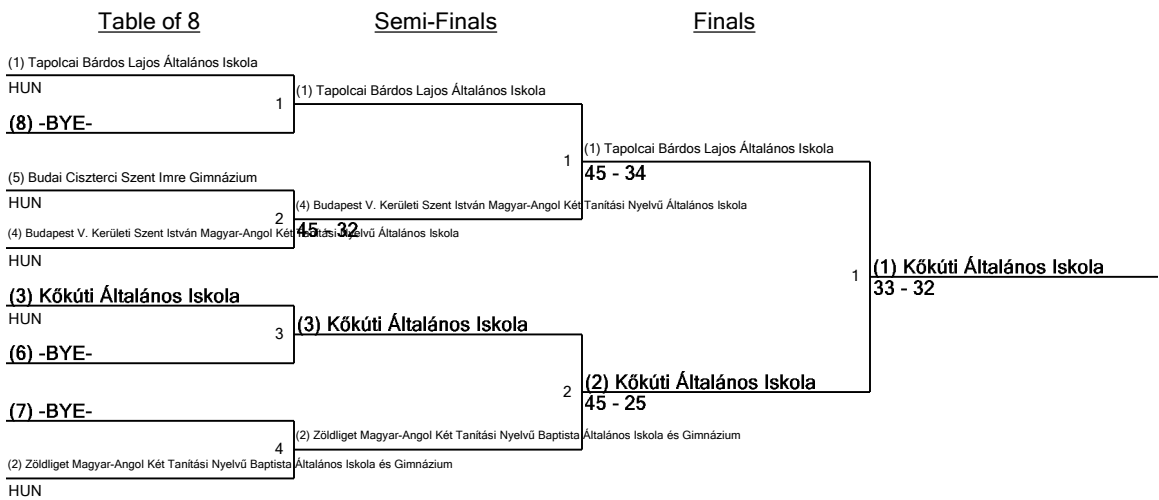 Table of 8
Semi-Finals
Finals
(1) Tapolcai Bárdos Lajos Általános Iskola
HUN
1
(8) -BYE-
(1) Tapolcai Bárdos Lajos Általános Iskola
(5) Budai Ciszterci Szent Imre Gimnázium
HUN
2
(4) Budapest V. Kerületi Szent István Magyar-Angol Két Tanítási Nyelvű Általános Iskola
HUN
(4) Budapest V. Kerületi Szent István Magyar-Angol Két Tanítási Nyelvű Általános Iskola
45 - 32
1
(1) Tapolcai Bárdos Lajos Általános Iskola
45 - 34
(3) Kőkúti Általános Iskola
HUN
3
(6) -BYE-
(3) Kőkúti Általános Iskola
(7) -BYE-
4
(2) Zöldliget Magyar-Angol Két Tanítási Nyelvű Baptista Általános Iskola és Gimnázium
HUN
(2) Zöldliget Magyar-Angol Két Tanítási Nyelvű Baptista Általános Iskola és Gimnázium
2
(2) Kőkúti Általános Iskola
45 - 25
1
(1) Kőkúti Általános Iskola
33 - 32